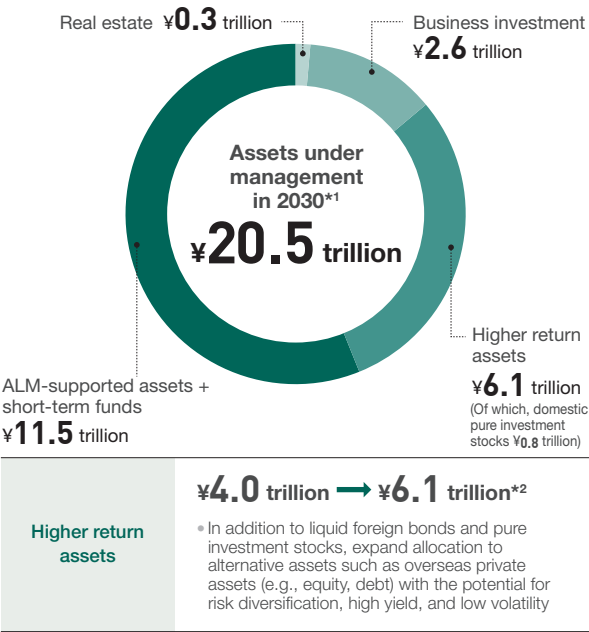 Real estate ¥0.3 trillion
Business investment
¥2.6 trillion
Assets under
management
in 2030*1
¥20.5 trillion
Higher return
assets
¥6.1 trillion
(Of which, domestic
pure investment
stocks ¥0.8 trillion)
ALM-supported assets +
short-term funds
¥11.5 trillion
Higher return
assets
¥4.0 trillion → ¥6.1 trillion*2
• In addition to liquid foreign bonds and pure
investment stocks, expand allocation to
alternative assets such as overseas private
assets (e.g., equity, debt) with the potential for
risk diversification, high yield, and low volatility